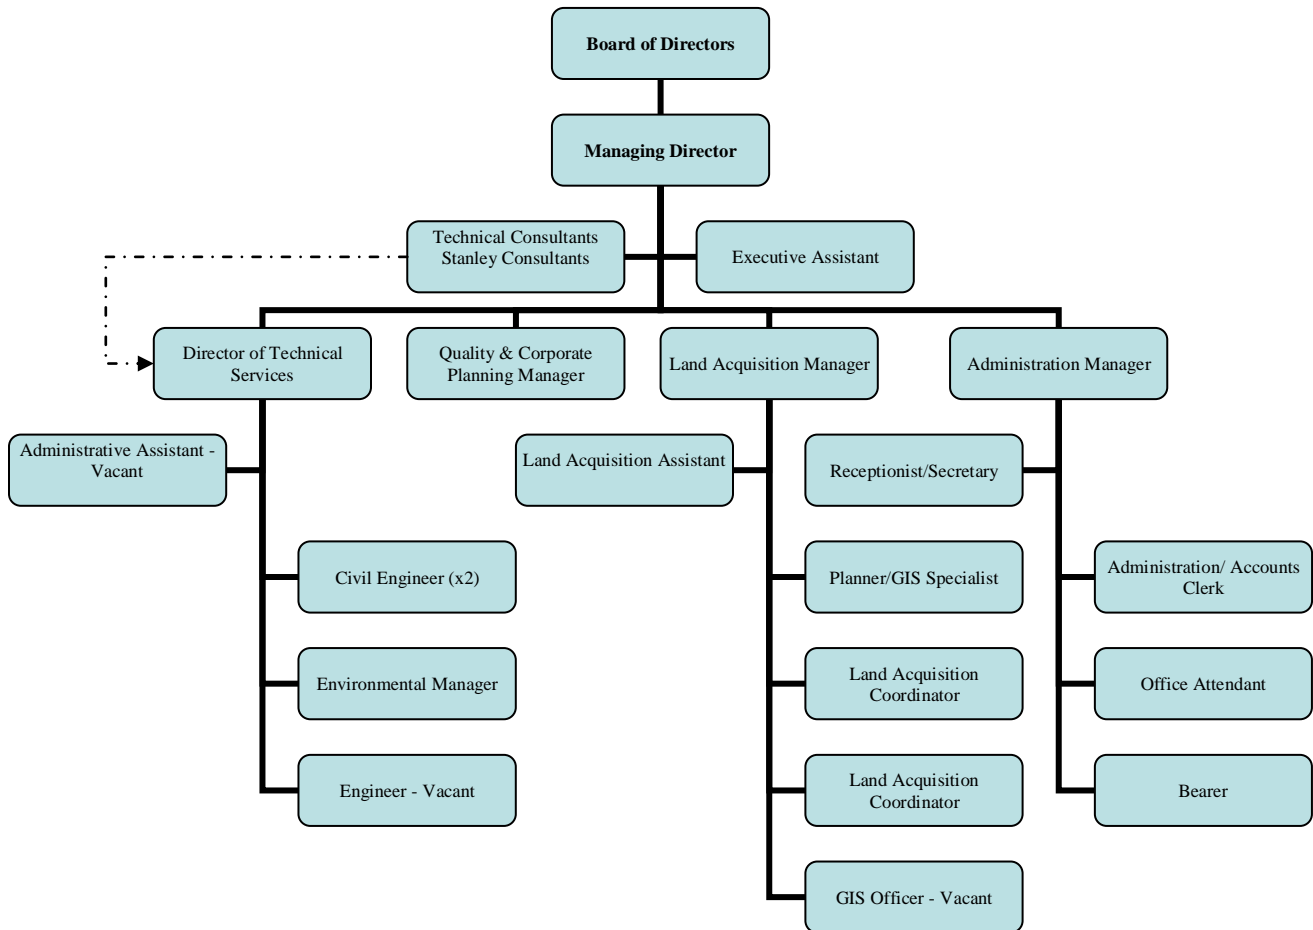 Board of Directors
Managing Director
Technical Consultants
Stanley Consultants
Executive Assistant
Director of Technical
Services
Quality & Corporate
Planning Manager
Land Acquisition Manager
Administration Manager
Administrative Assistant -
Vacant
Land Acquisition Assistant
Receptionist/Secretary
Civil Engineer (x2)
Planner/GIS Specialist
Administration/ Accounts
Clerk
Environmental Manager
Land Acquisition
Coordinator
Office Attendant
Engineer - Vacant
Land Acquisition
Coordinator
Bearer
GIS Officer - Vacant